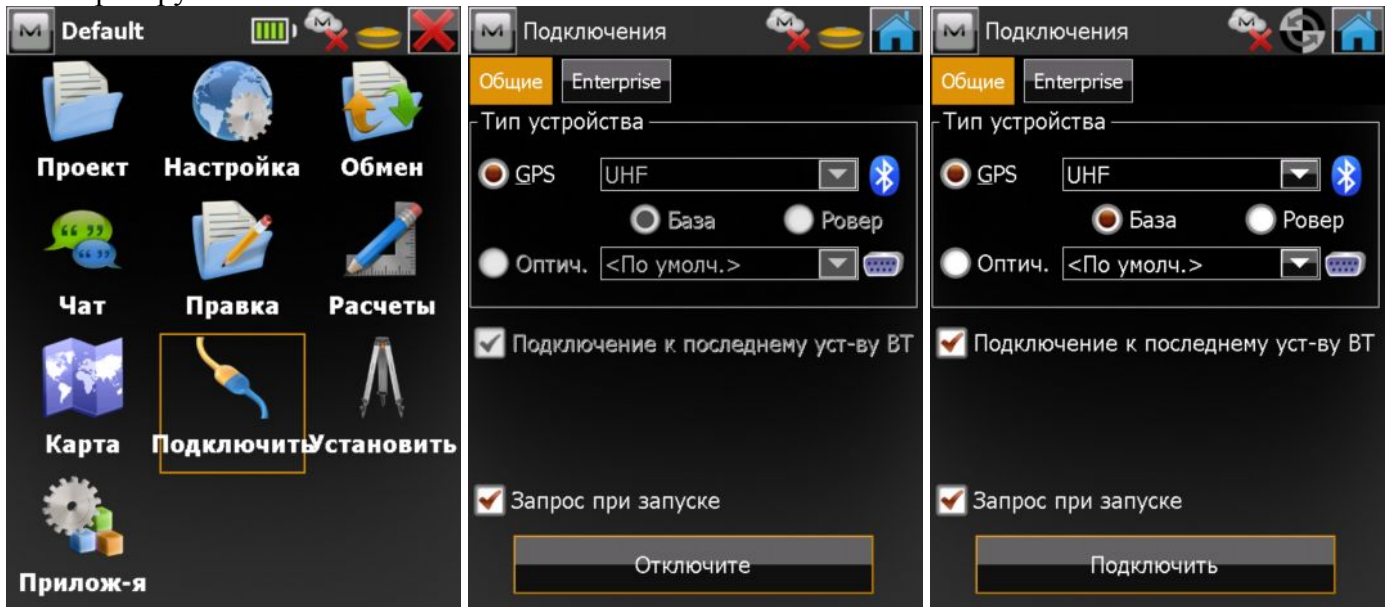 Default
Проект Настройка Обмен
Чат Правка Расчеты
Карта Подключить Установить
Прилож-я
Подключения
Общие Enterprise
Тип устройства
GPS UHF
База Ровер
Оптич. <По умолч.>
Подключение к последнему уст-ву BT
Запрос при запуске
Отключите
Подключения
Общие Enterprise
Тип устройства
GPS UHF
База Ровер
Оптич. <По умолч.>
Подключение к последнему уст-ву BT
Запрос при запуске
Подключить